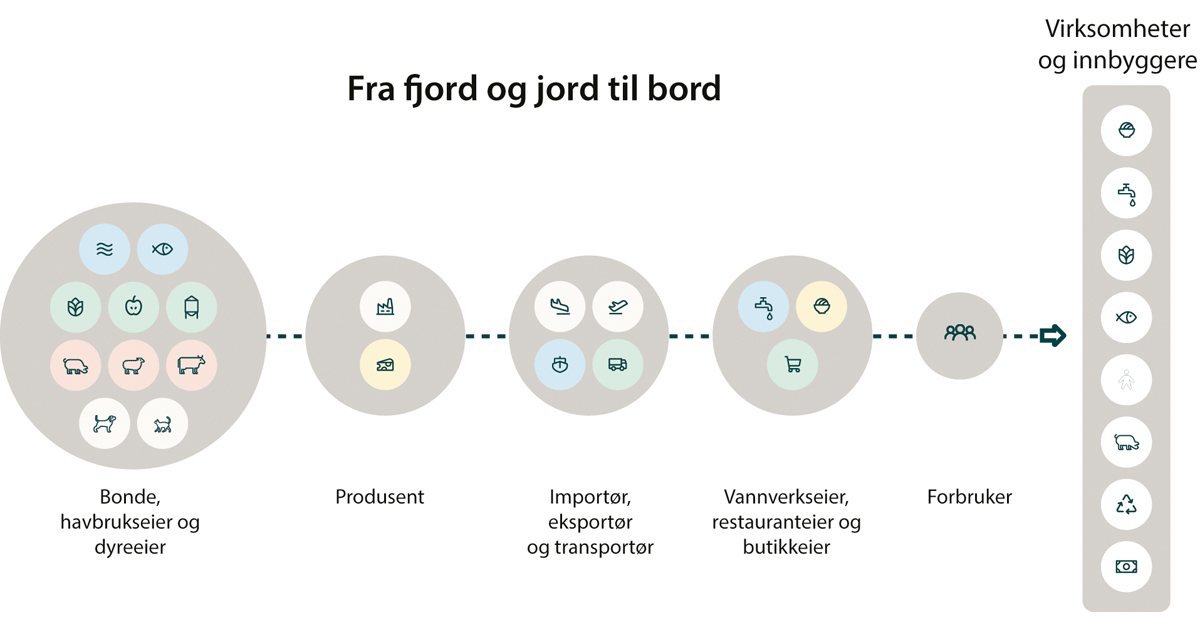 Virksomheter
og innbyggere
Fra fjord og jord til bord
Bonde,
havbrukseier og
dyreeier
Produsent
Importør,
eksportør
og transportør
Vannverkseier,
restauranteier og
butikkeier
Forbruker